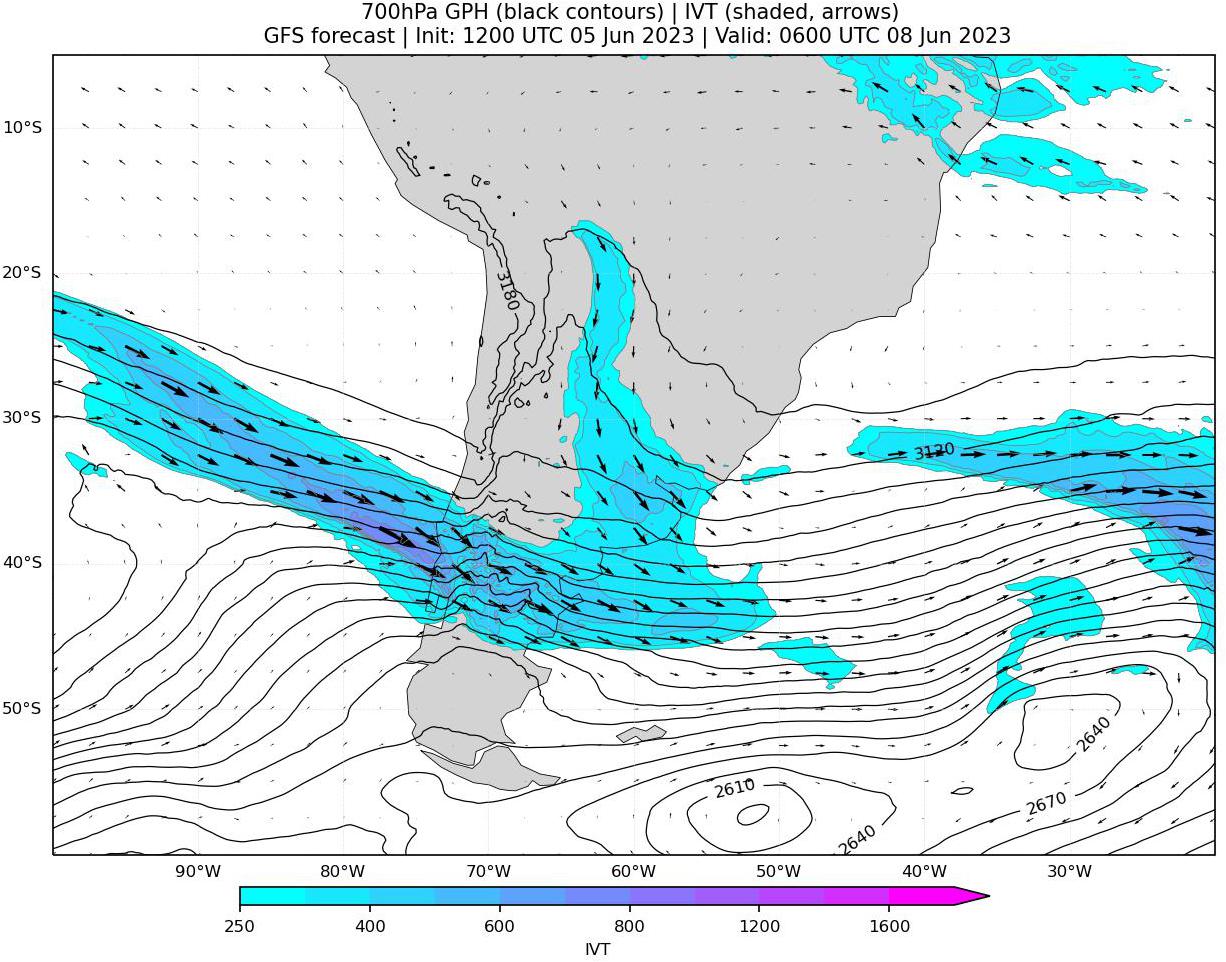 700hPa GPH (black contours) | IVT (shaded, arrows)
GFS forecast | Init: 1200 UTC 05 Jun 2023 | Valid: 0600 UTC 08 Jun 2023
10°S
20°S
3180
30°S
3120
40°S
50°S
2640
2610
2670
2640
90°W
80°W
70°W
60°W
50°W
40°W
30°W
250
400
600
800
1200
1600
IVT